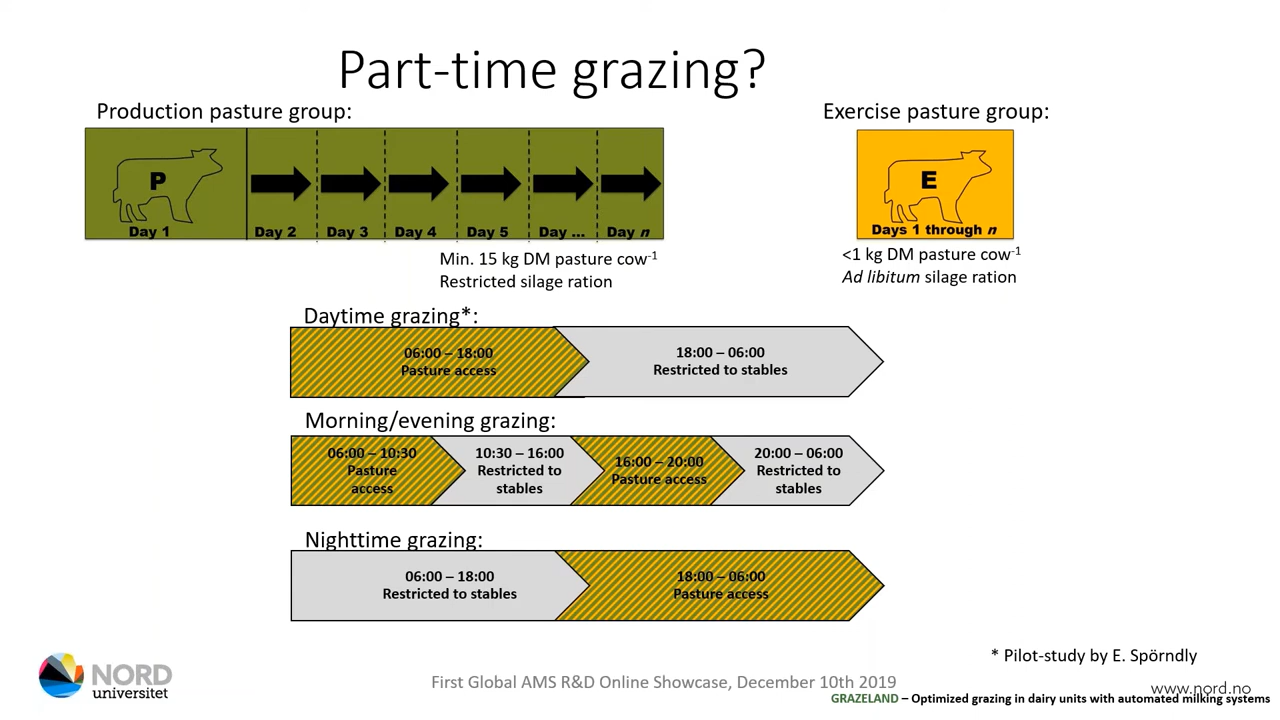 Part-time grazing?
Production pasture group:
Exercise pasture group:
P
Day 1
Day 2
Day 3
Day 4
Day 5
Day ...
Day n
E
Days 1 through n
Min. 15 kg DM pasture cow⁻¹
Restricted silage ration
<1 kg DM pasture cow⁻¹
Ad libitum silage ration
Daytime grazing*:
06:00 – 18:00
Pasture access
18:00 – 06:00
Restricted to stables
Morning/evening grazing:
06:00 – 10:30
Pasture
access
10:30 – 16:00
Restricted to
stables
16:00 – 20:00
Pasture access
20:00 – 06:00
Restricted to
stables
Nighttime grazing:
06:00 – 18:00
Restricted to stables
18:00 – 06:00
Pasture access
* Pilot-study by E. Spörndly
NORD
universitet
First Global AMS R&D Online Showcase, December 10th 2019
www.nord.no
GRAZELAND – Optimized grazing in dairy units with automated milking systems